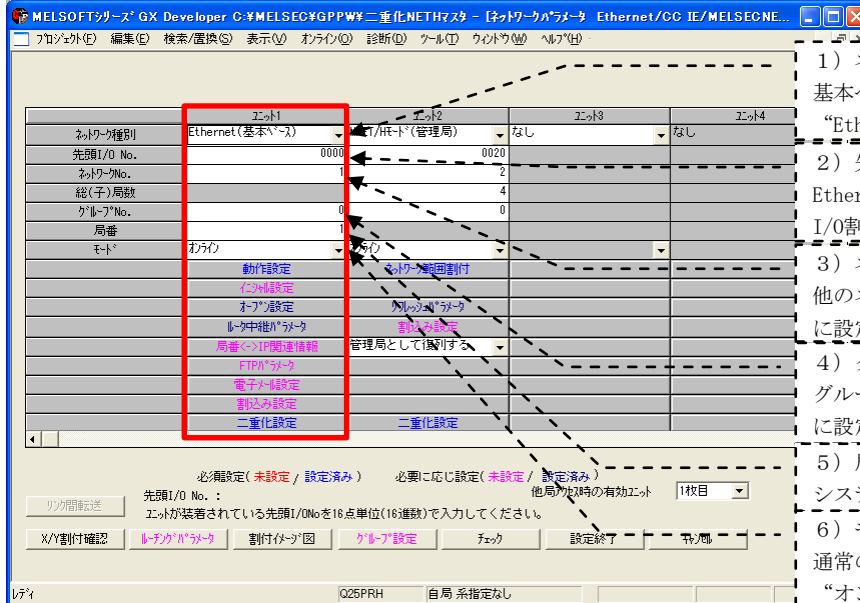 MELSOFTシリーズ GX Developer C:¥MELSEC¥GPPW¥二重化NETHマスタ - [ネットワークパラメータ Ethernet/CC IE/MELSECNE...
プロジェクト(F) 編集(E) 検索/置換(S) 表示(V) オンライン(O) 診断(D) ツール(T) ウィンドウ(W) ヘルプ(H)
ユニット1 ユニット2 ユニット3 ユニット4
ネットワーク種別 Ethernet(基本ベース) なし なし
先頭I/O No. 0000 0020
ネットワークNo. 1 2
総(子)局数 4
グループNo. 0 0
局番 1
モード オンライン オンライン
動作設定 ネットワーク範囲割付
イニシャル設定
オープン設定 リフレッシュパラメータ
ルータ中継パラメータ 割込み設定
局番<->IP関連情報 管理局として復列する
FTPパラメータ
電子メール設定
割込み設定
二重化設定 二重化設定
必須設定( 未設定 / 設定済み ) 必要に応じ設定( 未設定 / 設定済み )
リンク間転送
先頭I/O No. : 他局アクセス時の有効ユニット 1枚目
ユニットが装着されている先頭I/ONoを16点単位(16進数)で入力してください。
X/Y割付確認 ルーチングパラメータ 割付イメージ図 グループ設定 チェック 設定終了 キャンセル
レディ Q25PRH 自局 系指定なし
1)
基本
“Eth
2)
Ether
I/O割
3)
他の
に設
4)
グルー
に設
5)
システ
6)
通常の
“オン